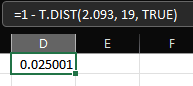 =1 - T.DIST(2.093, 19, TRUE)
D E F
0.025001